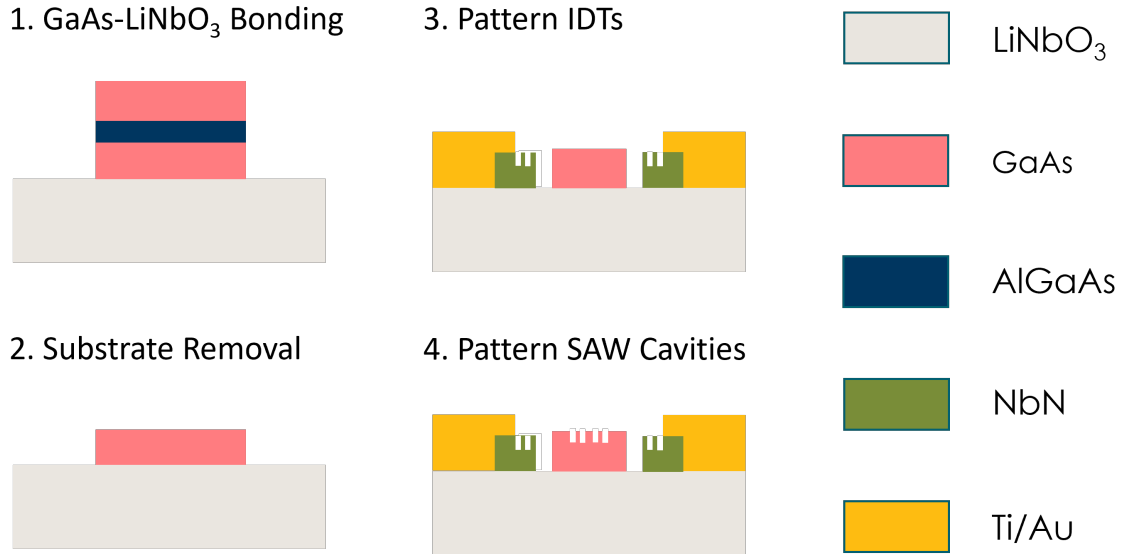 1. GaAs-LiNbO₃ Bonding
2. Substrate Removal
3. Pattern IDTs
4. Pattern SAW Cavities
LiNbO₃
GaAs
AlGaAs
NbN
Ti/Au